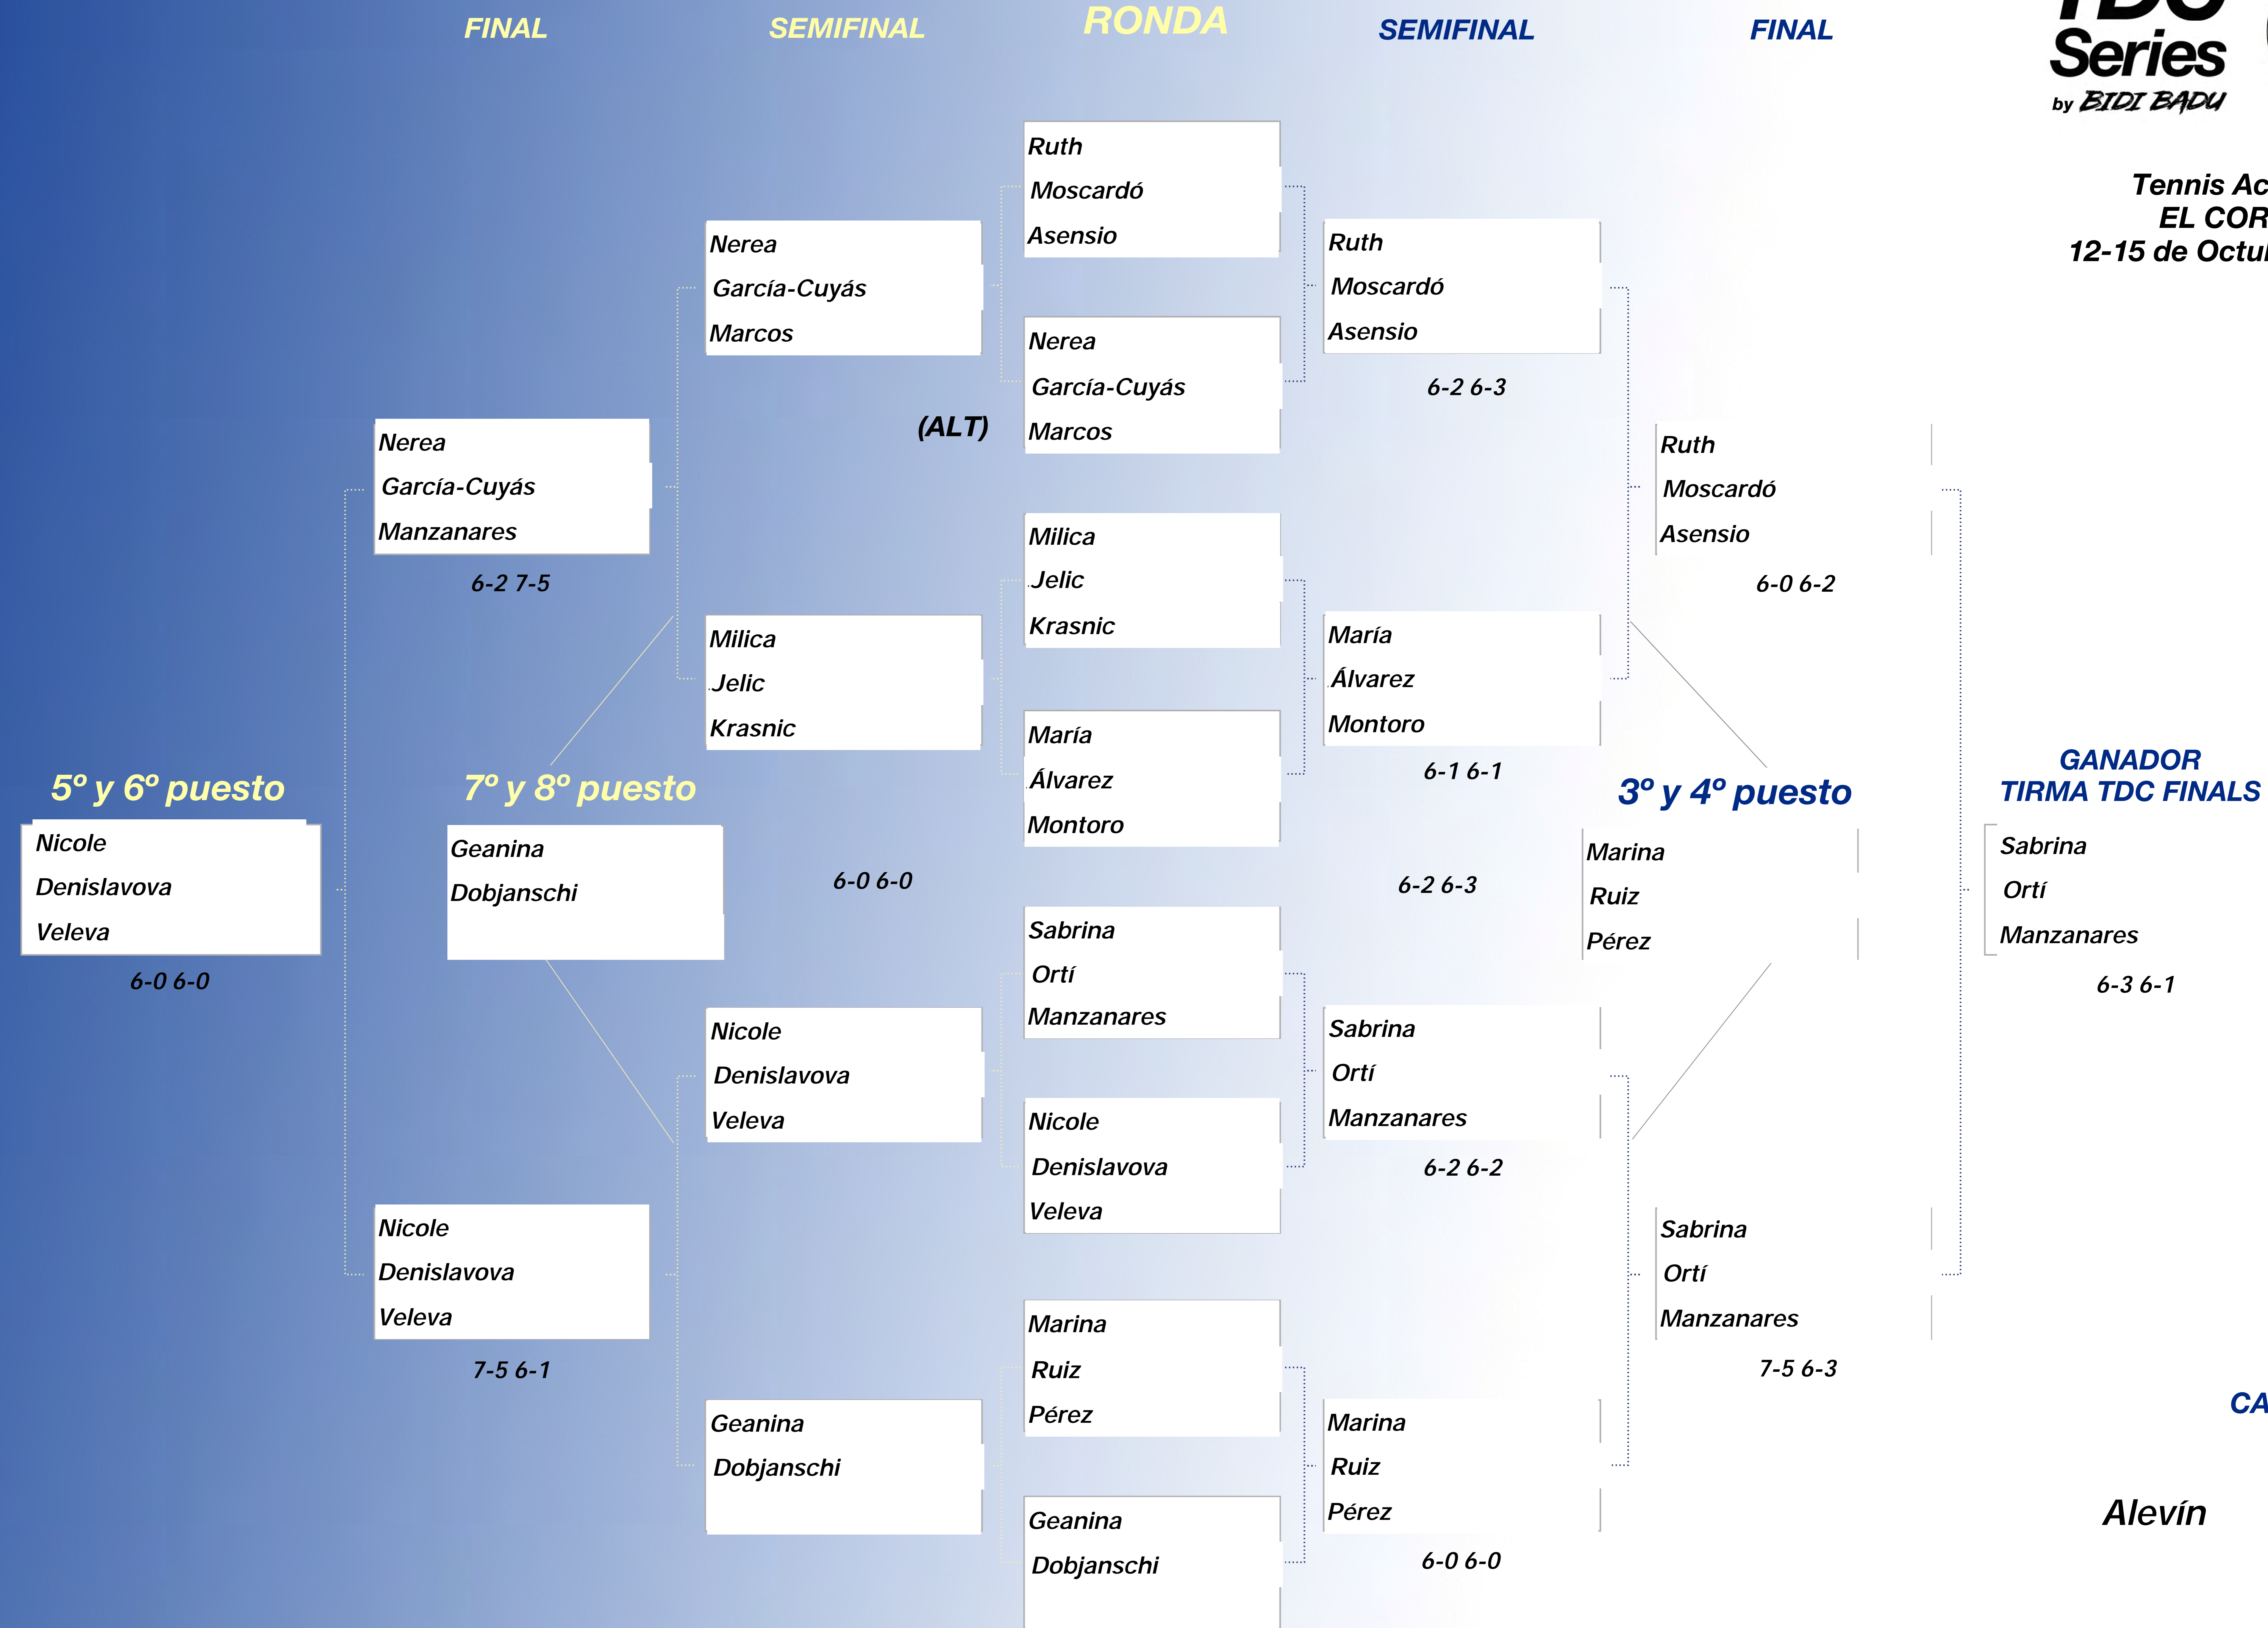 FINAL
SEMIFINAL
RONDA
SEMIFINAL
FINAL
Series
by BIDI BADU
Tennis Ac
EL COR
12-15 de Octu
Ruth
Moscardó
Asensio
Nerea
García-Cuyás
Marcos
Ruth
Moscardó
Asensio
6-2 6-3
Nerea
García-Cuyás
Marcos
(ALT)
Nerea
García-Cuyás
Manzanares
6-2 7-5
Ruth
Moscardó
Asensio
6-0 6-2
Milica
Jelic
Krasnic
Milica
Jelic
Krasnic
María
Álvarez
Montoro
6-1 6-1
María
Álvarez
Montoro
5º y 6º puesto
7º y 8º puesto
3º y 4º puesto
GANADOR
TIRMA TDC FINALS
Nicole
Denislavova
Veleva
6-0 6-0
Geanina
Dobjanschi
6-0 6-0
6-2 6-3
Marina
Ruiz
Pérez
Sabrina
Ortí
Manzanares
6-3 6-1
Sabrina
Ortí
Manzanares
Nicole
Denislavova
Veleva
Sabrina
Ortí
Manzanares
6-2 6-2
Nicole
Denislavova
Veleva
Nicole
Denislavova
Veleva
7-5 6-1
Sabrina
Ortí
Manzanares
7-5 6-3
Marina
Ruiz
Pérez
Geanina
Dobjanschi
Marina
Ruiz
Pérez
6-0 6-0
Geanina
Dobjanschi
CA
Alevín